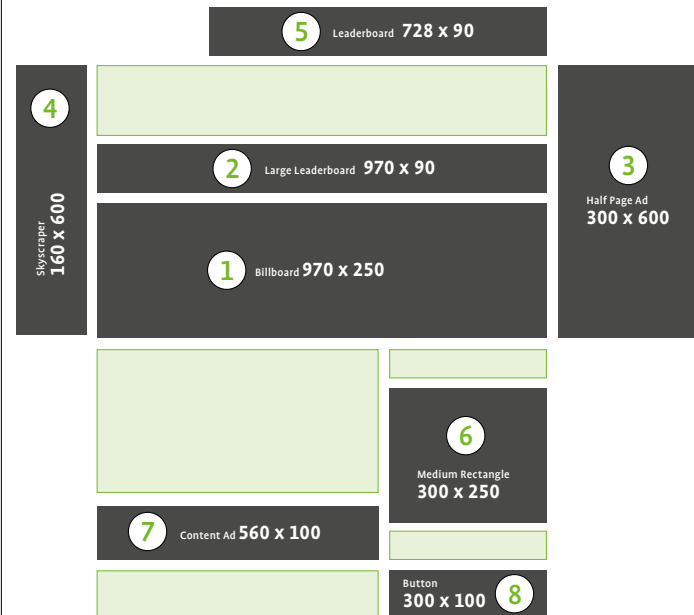 5 Leaderboard 728 x 90
4
Skyscraper
160 x 600
2 Large Leaderboard 970 x 90
3
Half Page Ad
300 x 600
1 Billboard 970 x 250
6
Medium Rectangle
300 x 250
7 Content Ad 560 x 100
Button
300 x 100 8